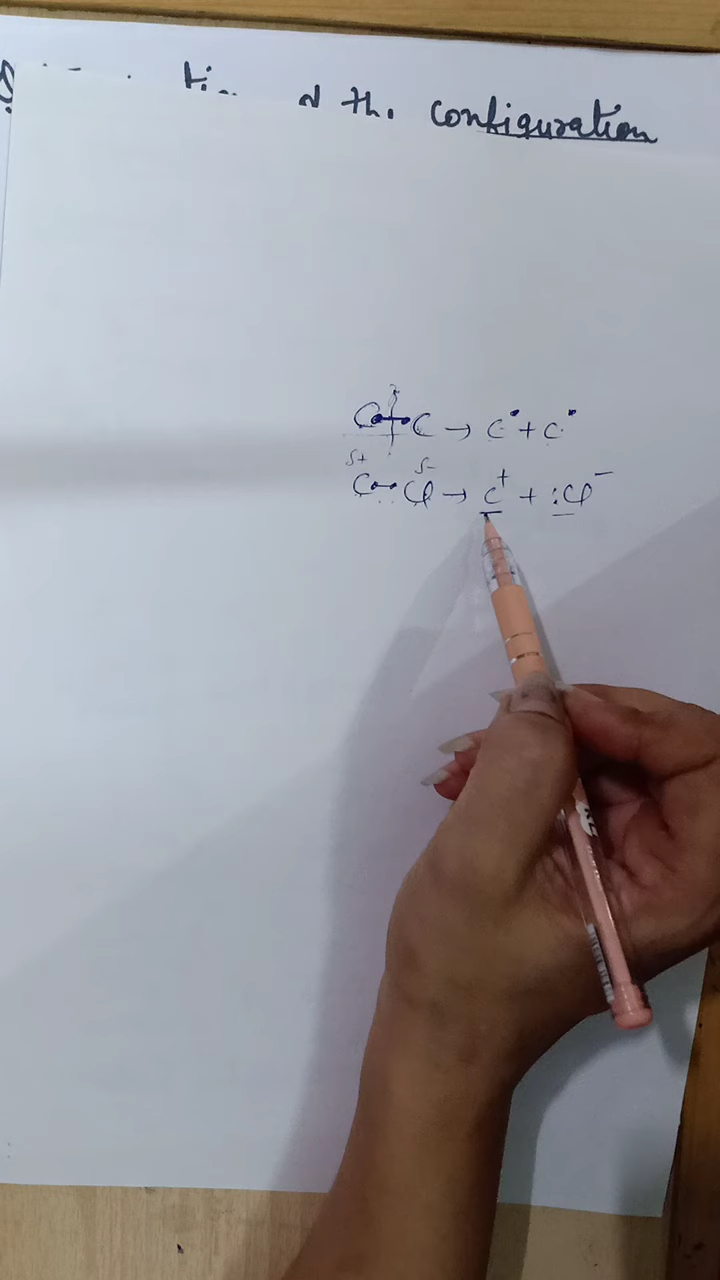 the configuration
C—C → C• + C•
δ+ δ-
C Cl → C⁺ + :Cl⁻